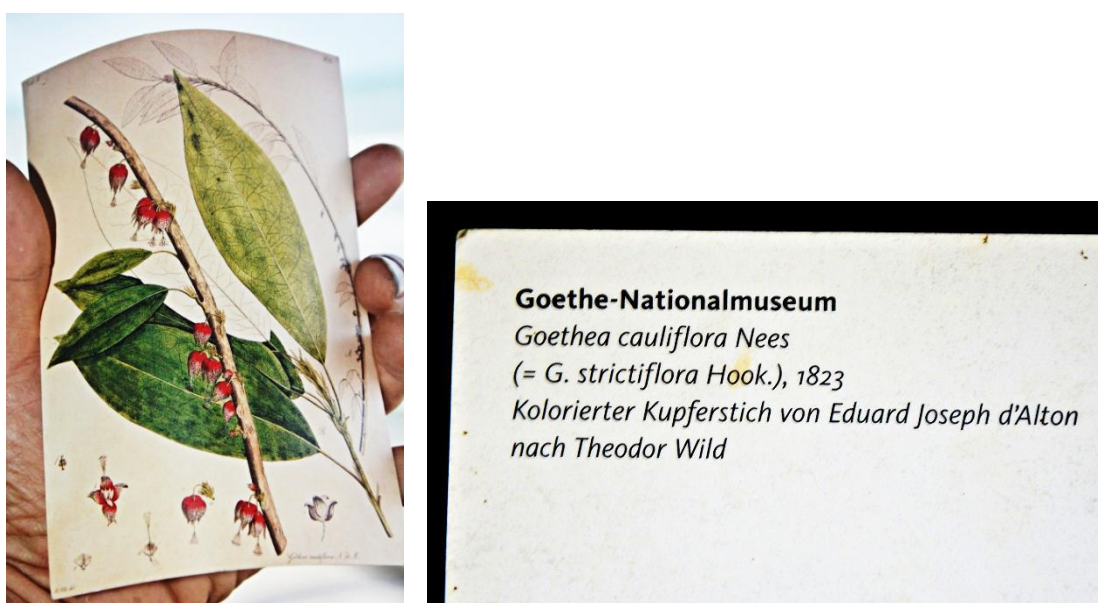 Goethe-Nationalmuseum
Goethea cauliflora Nees
(= G. strictiflora Hook.), 1823
Kolorierter Kupferstich von Eduard Joseph d'Alton
nach Theodor Wild